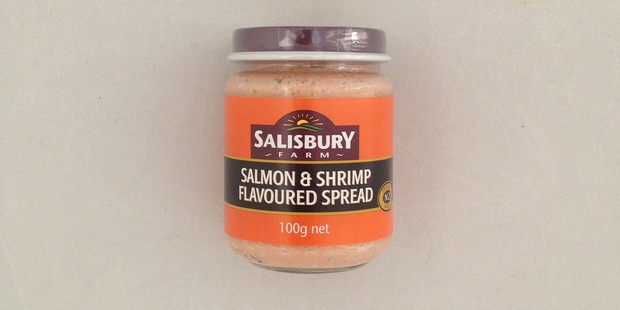 SALISBURY
FARM
SALMON & SHRIMP
FLAVOURED SPREAD
100g net